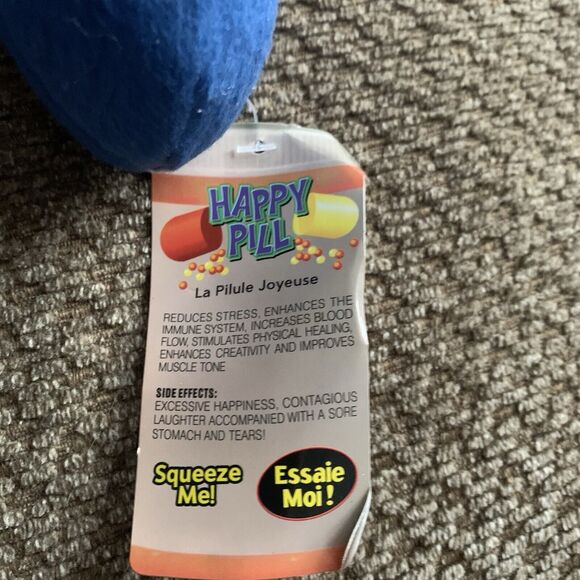 HAPPY
PILL
La Pilule Joyeuse
REDUCES STRESS, ENHANCES THE
IMMUNE SYSTEM, INCREASES BLOOD
FLOW, STIMULATES PHYSICAL HEALING,
ENHANCES CREATIVITY AND IMPROVES
MUSCLE TONE
SIDE EFFECTS:
EXCESSIVE HAPPINESS, CONTAGIOUS
LAUGHTER ACCOMPANIED WITH A SORE
STOMACH AND TEARS!
Squeeze
Me!
Essaie
Moi!